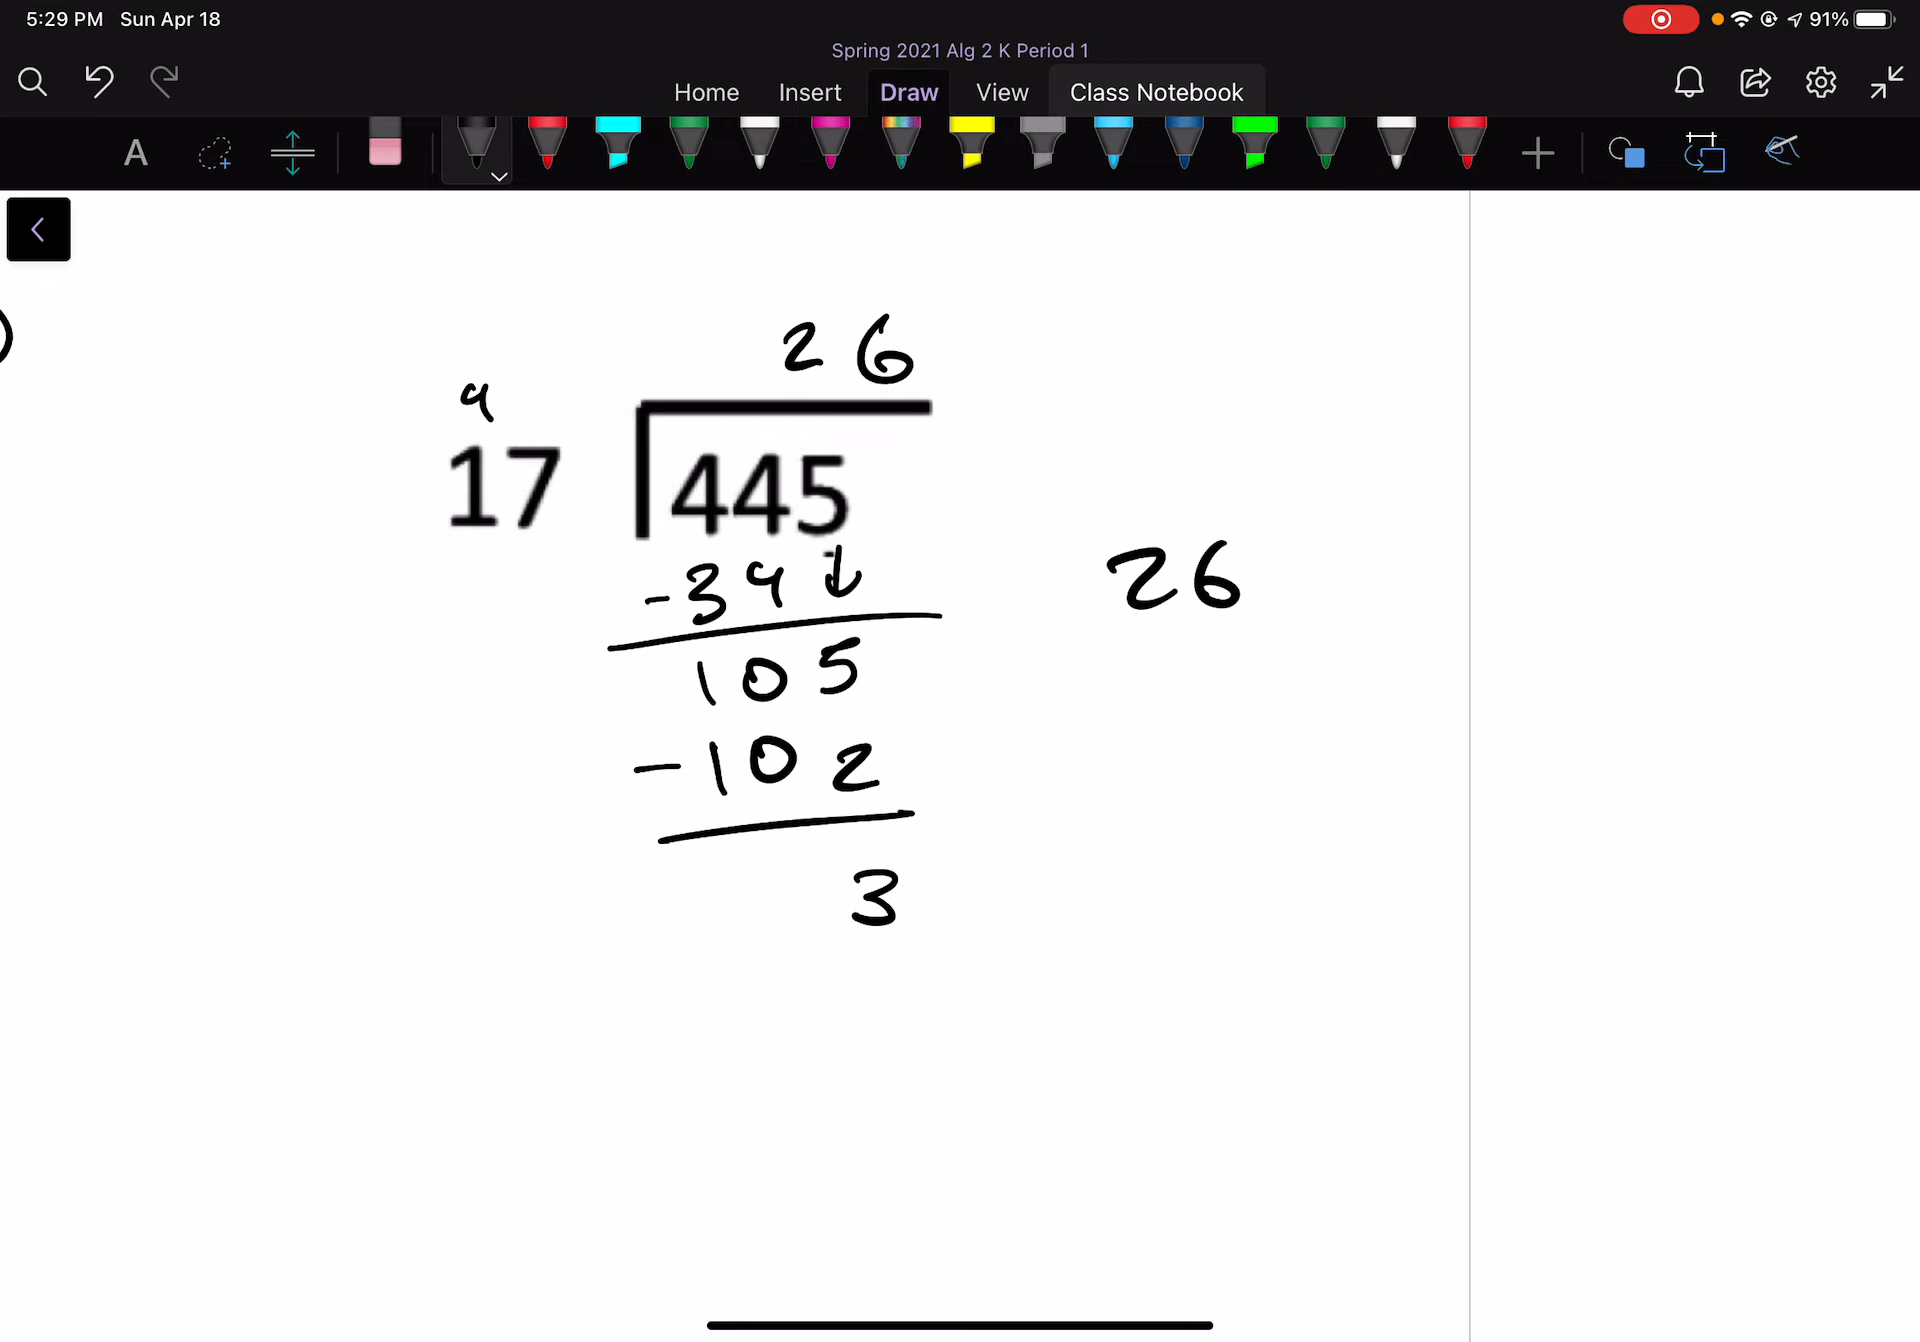 5:29 PM Sun Apr 18 91%
Spring 2021 Alg 2 K Period 1
Home Insert Draw View Class Notebook
A
)
26
4
17 445
-34↓
26
105
-102
3